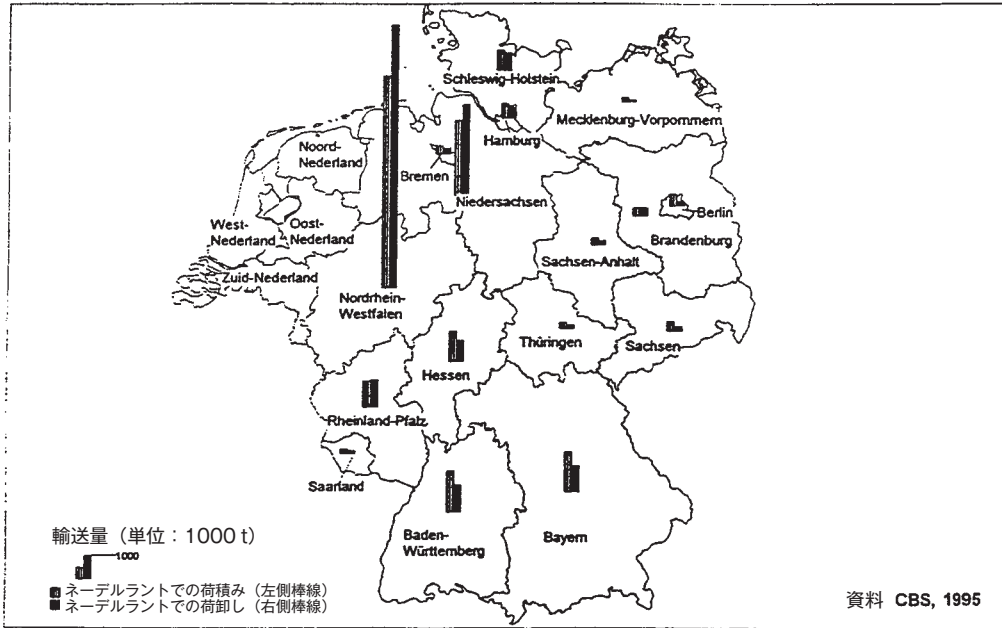 Schleswig-Holstein
Mecklenburg-Vorpommern
Hamburg
Noord-
Nederland
Bremen
Niedersachsen
Berlin
West-
Nederland
Oost-
Nederland
Brandenburg
Sachsen-Anhalt
Zuid-Nederland
Nordrhein-
Westfalen
Thüringen
Sachsen
Hessen
Rheinland-Pfalz
Saarland
Baden-
Württemberg
Bayern
輸送量（単位：1000 t）
1000
ネーデルラントでの荷積み（左側棒線）
ネーデルラントでの荷卸し（右側棒線）
資料 CBS, 1995